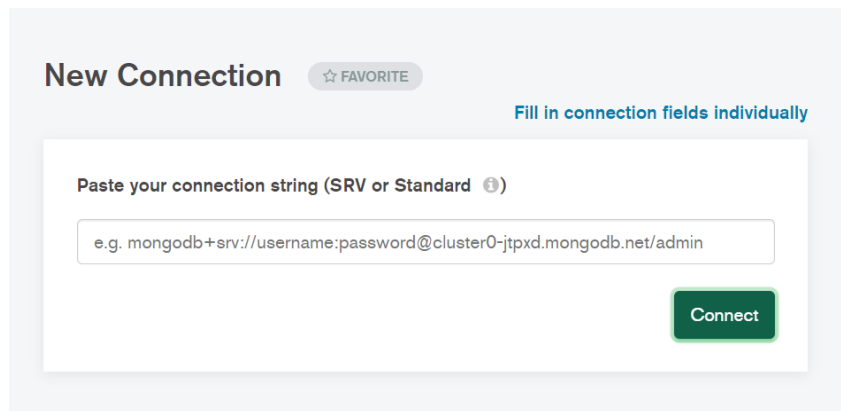 New Connection ☆ FAVORITE
Fill in connection fields individually
Paste your connection string (SRV or Standard i)
e.g. mongodb+srv://username:password@cluster0-jtpxd.mongodb.net/admin
Connect